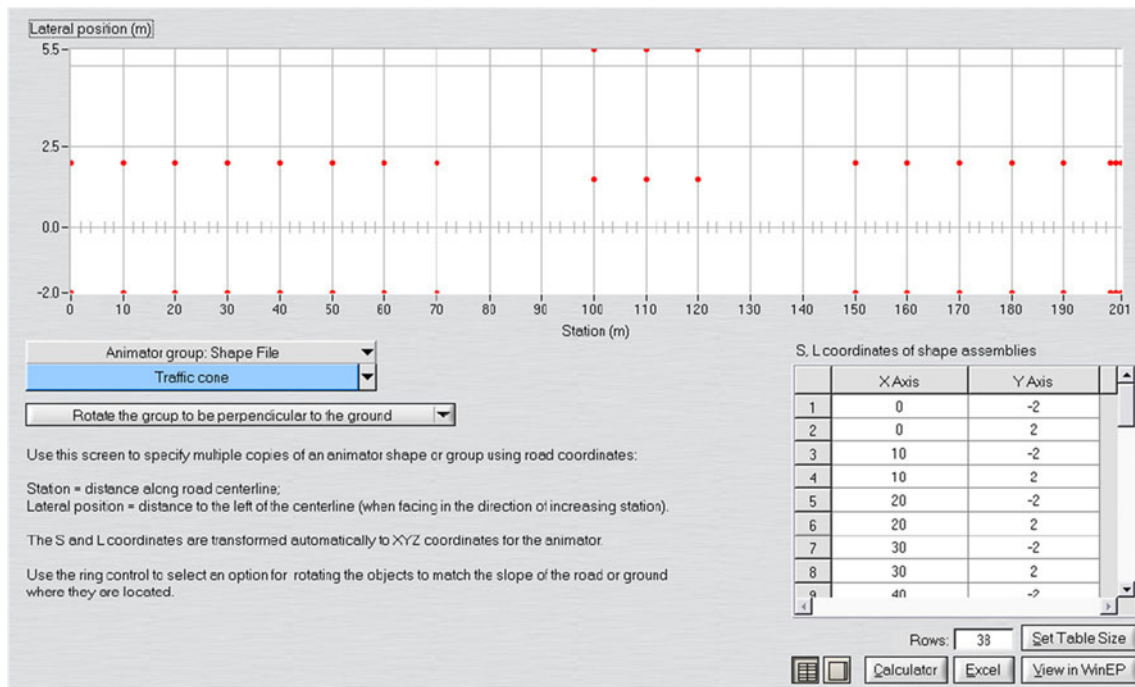 Lateral position (m)
5.5
2.5
0.0
-2.0
0 10 20 30 40 50 60 70 80 90 100 110 120 130 140 150 160 170 180 190 201
Station (m)
Animator group: Shape File
Traffic cone
Rotate the group to be perpendicular to the ground
Use this screen to specify multiple copies of an animator shape or group using road coordinates:
Station = distance along road centerline;
Lateral position = distance to the left of the centerline (when facing in the direction of increasing station).
The S and L coordinates are transformed automatically to XYZ coordinates for the animator.
Use the ring control to select an option for rotating the objects to match the slope of the road or ground
where they are located.
S, L coordinates of shape assemblies
X Axis Y Axis
1 0 -2
2 0 2
3 10 -2
4 10 2
5 20 -2
6 20 2
7 30 -2
8 30 2
9 40 -2
Rows: 38 Set Table Size
Calculator Excel View in WinEP